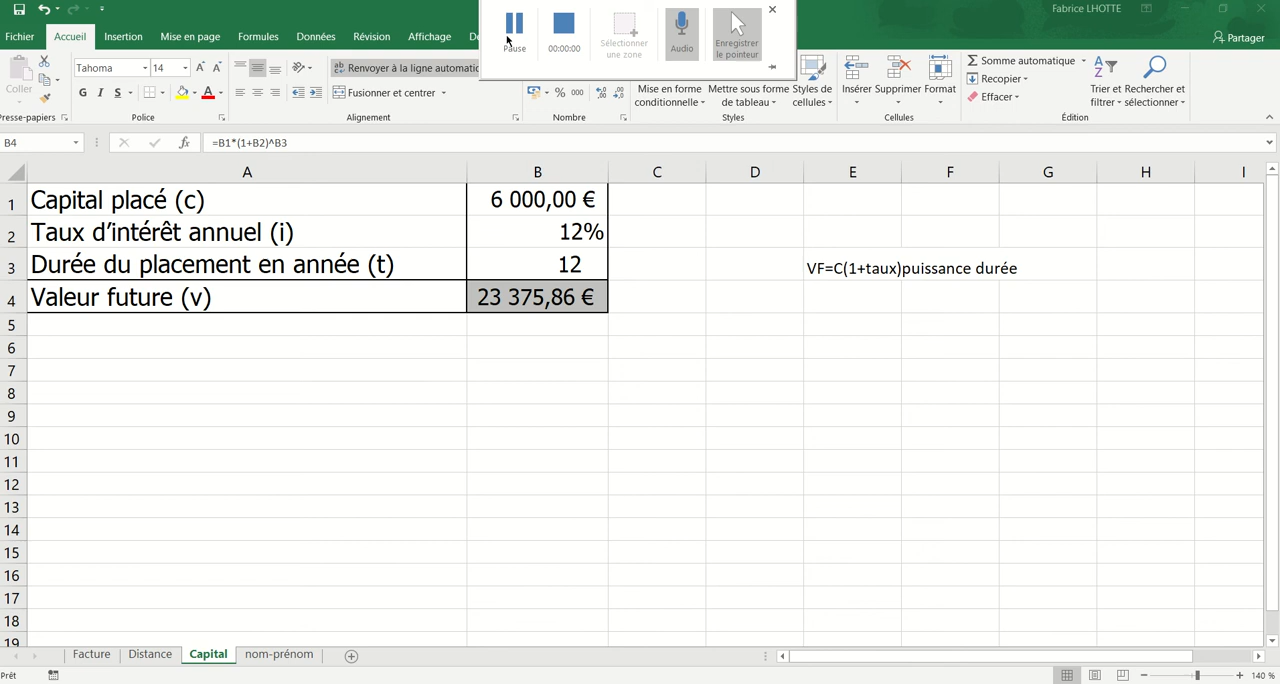 Fabrice LHOTTE
Fichier Accueil Insertion Mise en page Formules Données Révision Affichage
Partager
Pause 00:00:00 Sélectionner une zone Audio Enregistrer le pointeur
Coller
Tahoma 14
G I S
Renvoyer à la ligne
Fusionner et centrer
% 000
Mise en forme conditionnelle Mettre sous forme de tableau Styles de cellules
Insérer Supprimer Format
Σ Somme automatique
Recopier
Effacer
Trier et filtrer Rechercher et sélectionner
Presse-papiers Police Alignement Nombre Styles Cellules Édition
B4 fx =B1*(1+B2)^B3
A B C D E F G H I
1 Capital placé (c) 6 000,00 €
2 Taux d’intérêt annuel (i) 12%
3 Durée du placement en année (t) 12 VF=C(1+taux)puissance durée
4 Valeur future (v) 23 375,86 €
5
6
7
8
9
10
11
12
13
14
15
16
17
18
19
Facture Distance Capital nom-prénom
Prêt 140 %